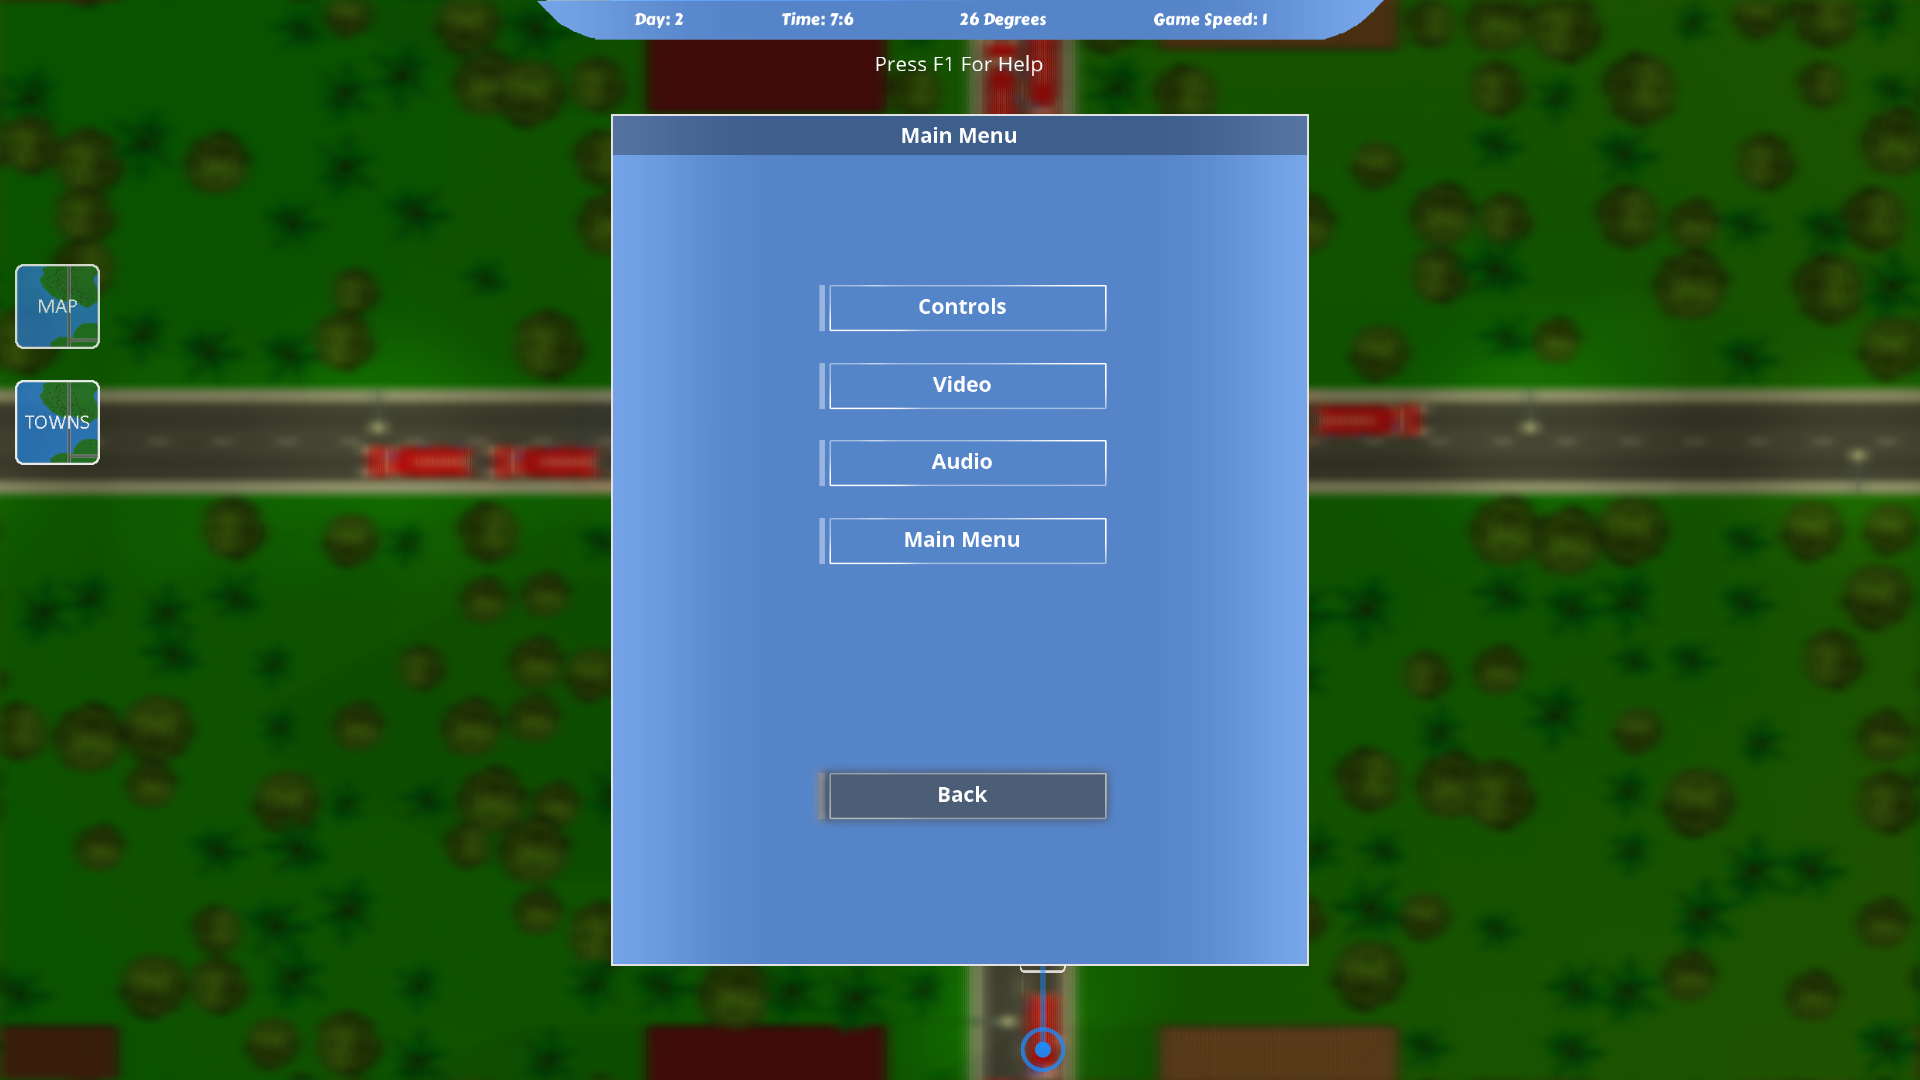 Day: 2 Time: 7:6 26 Degrees Game Speed: 1
Press F1 For Help
Main Menu
MAP
TOWNS
Controls
Video
Audio
Main Menu
Back